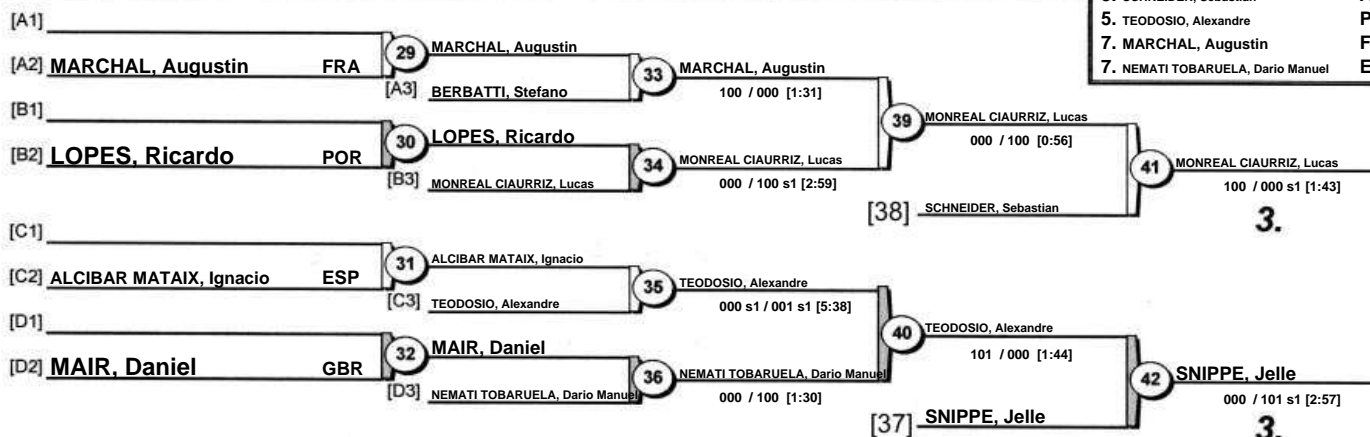 5. TEODOSIO, Alexandre
7. MARCHAL, Augustin
7. NEMATI TOBARUELA, Dario Manuel
[A1]
[A2] MARCHAL, Augustin FRA
29
MARCHAL, Augustin
[A3] BERBATTI, Stefano
33
MARCHAL, Augustin
100 / 000 [1:31]
[B1]
[B2] LOPES, Ricardo POR
30
LOPES, Ricardo
[B3] MONREAL CIAURRIZ, Lucas
34
MONREAL CIAURRIZ, Lucas
000 / 100 s1 [2:59]
39
MONREAL CIAURRIZ, Lucas
000 / 100 [0:56]
[38] SCHNEIDER, Sebastian
41
MONREAL CIAURRIZ, Lucas
100 / 000 s1 [1:43]
3.
[C1]
[C2] ALCIBAR MATAIX, Ignacio ESP
31
ALCIBAR MATAIX, Ignacio
[C3] TEODOSIO, Alexandre
35
TEODOSIO, Alexandre
000 s1 / 001 s1 [5:38]
[D1]
[D2] MAIR, Daniel GBR
32
MAIR, Daniel
[D3] NEMATI TOBARUELA, Dario Manuel
36
NEMATI TOBARUELA, Dario Manuel
000 / 100 [1:30]
40
TEODOSIO, Alexandre
101 / 000 [1:44]
[37] SNIPPE, Jelle
42
SNIPPE, Jelle
000 / 101 s1 [2:57]
3.